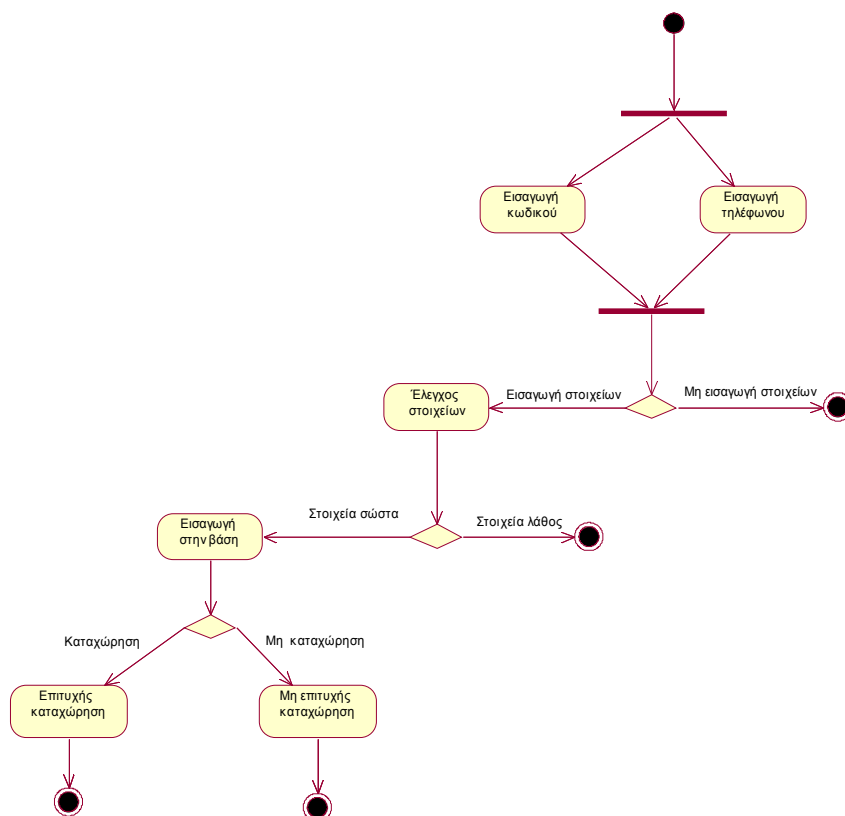 Εισαγωγή
κωδικού
Εισαγωγή
τηλέφωνου
Έλεγχος
στοιχείων
Εισαγωγή στοιχείων
Μη εισαγωγή στοιχείων
Εισαγωγή
στην βάση
Στοιχεία σώστα
Στοιχεία λάθος
Καταχώρηση
Μη καταχώρηση
Επιτυχής
καταχώρηση
Μη επιτυχής
καταχώρηση